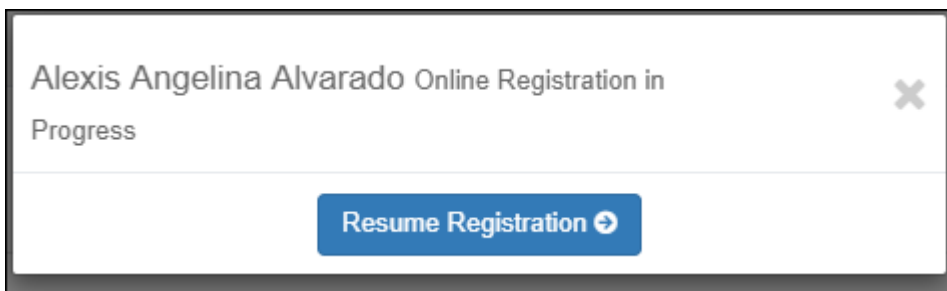 Alexis Angelina Alvarado Online Registration in
Progress
Resume Registration